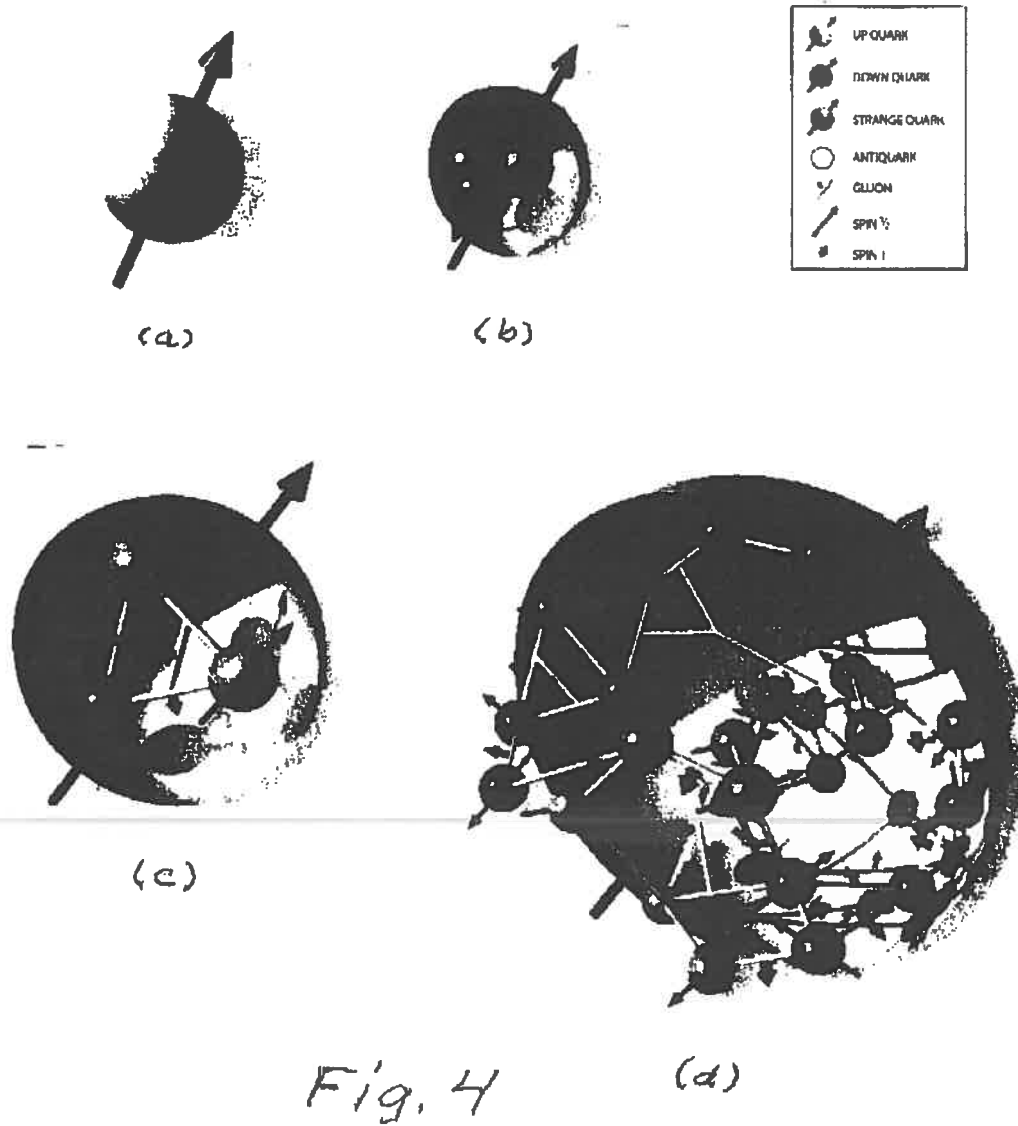 UP QUARK
DOWN QUARK
STRANGE QUARK
ANTIQUARK
GLUON
SPIN ½
SPIN 1
(a)
(b)
(c)
(d)
Fig. 4